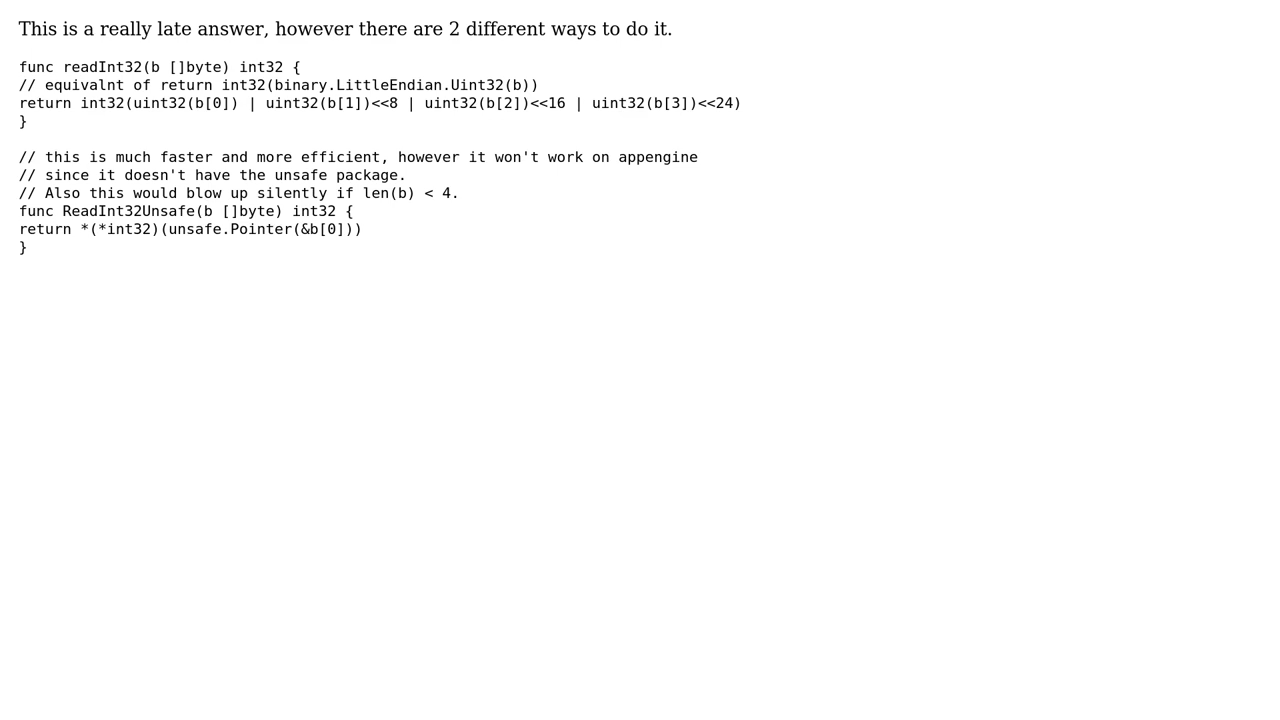 This is a really late answer, however there are 2 different ways to do it.
func readInt32(b []byte) int32 {
// equivalnt of return int32(binary.LittleEndian.Uint32(b))
return int32(uint32(b[0]) | uint32(b[1])<<8 | uint32(b[2])<<16 | uint32(b[3])<<24)
}
// this is much faster and more efficient, however it won't work on appengine
// since it doesn't have the unsafe package.
// Also this would blow up silently if len(b) < 4.
func ReadInt32Unsafe(b []byte) int32 {
return *(*int32)(unsafe.Pointer(&b[0]))
}